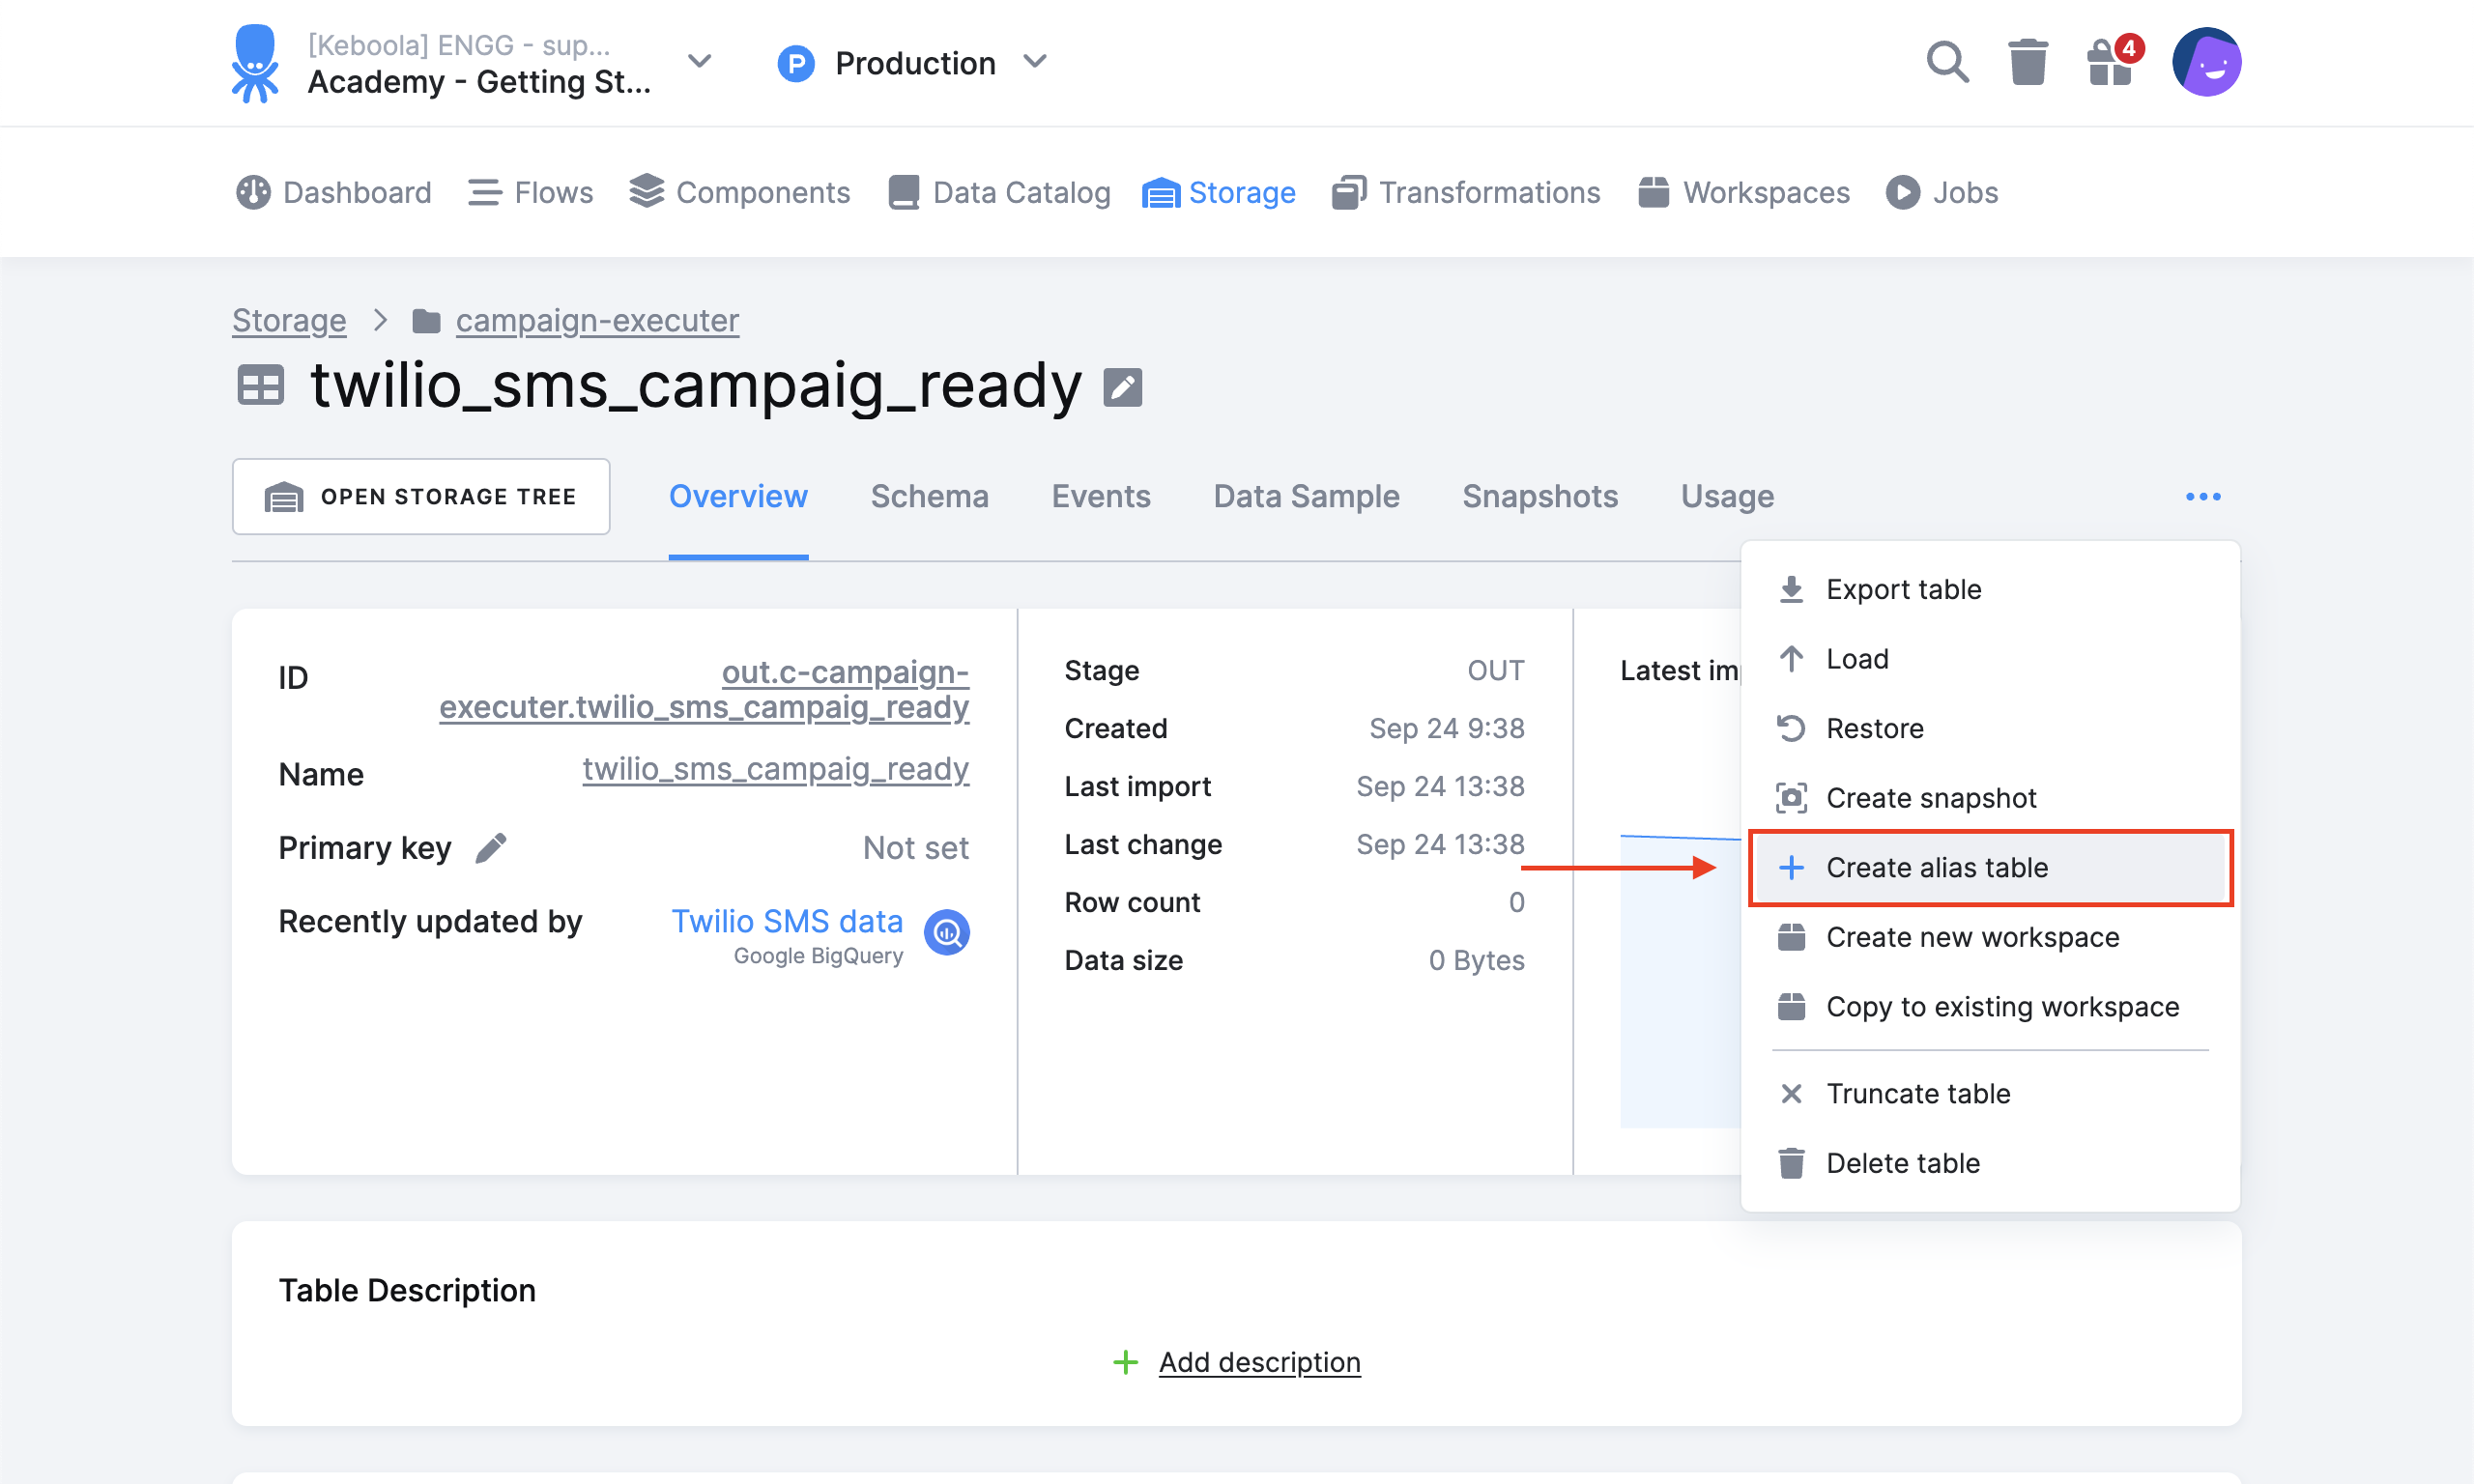 [Keboola] ENGG - sup...
Academy - Getting St...
P Production
4
Dashboard Flows Components Data Catalog Storage Transformations Workspaces Jobs
Storage > campaign-executer
twilio_sms_campaig_ready
OPEN STORAGE TREE Overview Schema Events Data Sample Snapshots Usage
ID out.c-campaign-
executer.twilio_sms_campaig_ready
Name twilio_sms_campaig_ready
Primary key Not set
Recently updated by Twilio SMS data
Google BigQuery
Stage OUT
Created Sep 24 9:38
Last import Sep 24 13:38
Last change Sep 24 13:38
Row count 0
Data size 0 Bytes
Latest im
Export table
Load
Restore
Create snapshot
Create alias table
Create new workspace
Copy to existing workspace
Truncate table
Delete table
Table Description
Add description